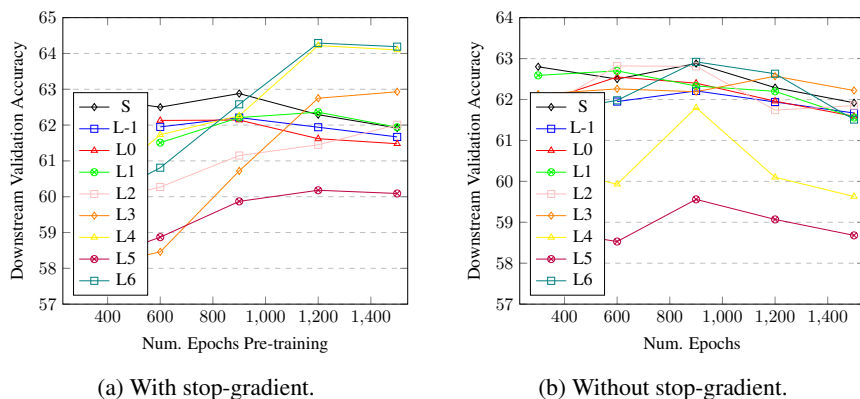 65
64
63
62
61
60
59
58
57
Downstream Validation Accuracy
S
L-1
L0
L1
L2
L3
L4
L5
L6
400 600 800 1,000 1,200 1,400
Num. Epochs Pre-training
(a) With stop-gradient.
64
63
62
61
60
59
58
57
Downstream Validation Accuracy
S
L-1
L0
L1
L2
L3
L4
L5
L6
400 600 800 1,000 1,200 1,400
Num. Epochs
(b) Without stop-gradient.